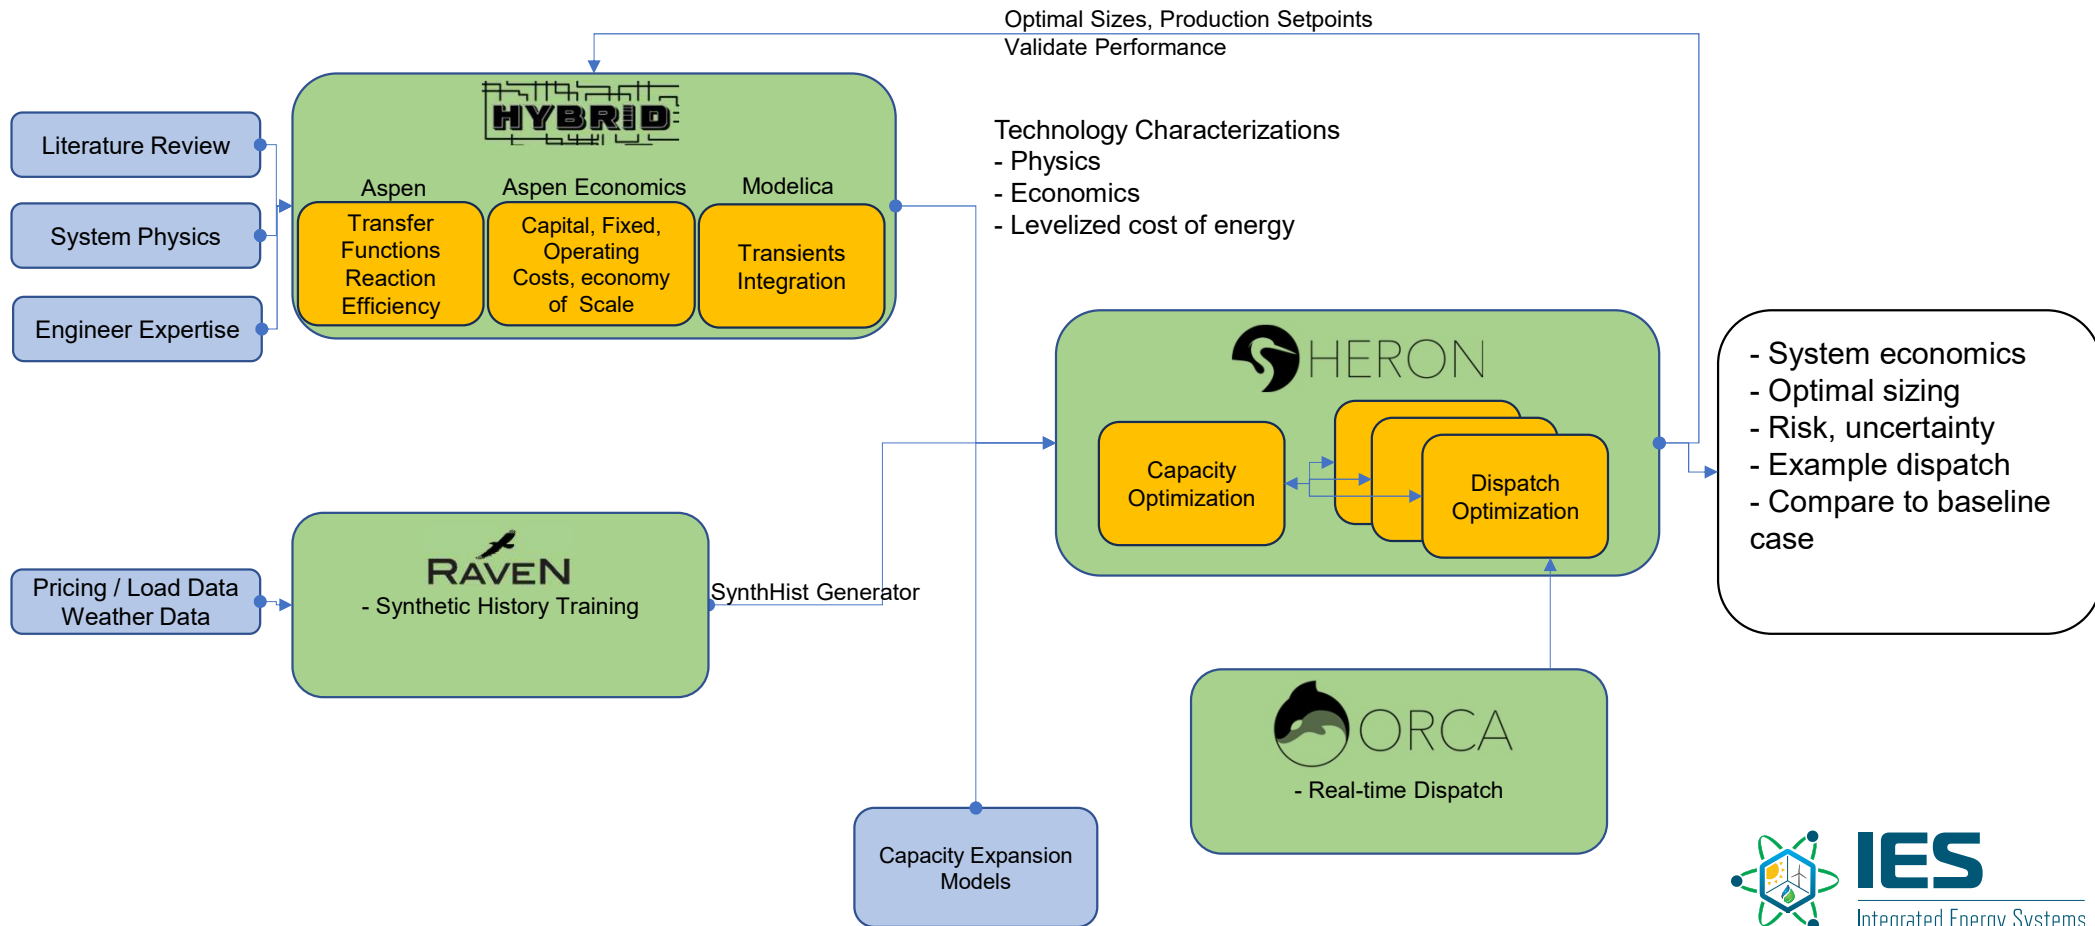 Optimal Sizes, Production Setpoints
Validate Performance
HYBRID
Literature Review
System Physics
Engineer Expertise
Aspen
Transfer
Functions
Reaction
Efficiency
Aspen Economics
Capital, Fixed,
Operating
Costs, economy
of Scale
Modelica
Transients
Integration
Technology Characterizations
- Physics
- Economics
- Levelized cost of energy
HERON
Capacity
Optimization
Dispatch
Optimization
- System economics
- Optimal sizing
- Risk, uncertainty
- Example dispatch
- Compare to baseline
case
Pricing / Load Data
Weather Data
RAVEN
- Synthetic History Training
SynthHist Generator
ORCA
- Real-time Dispatch
Capacity Expansion
Models
IES
Integrated Energy Systems